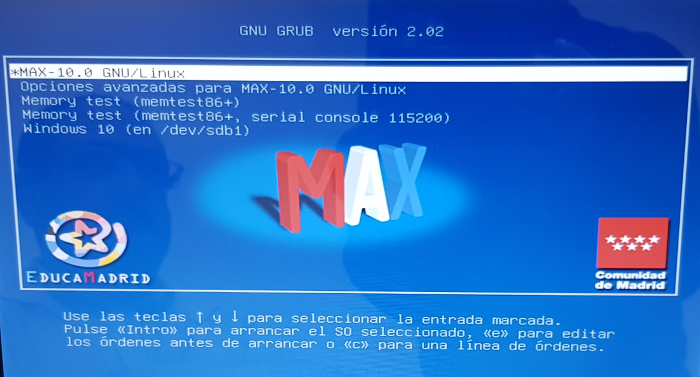 GNU GRUB versión 2.02
*MAX-10.0 GNU/Linux
Opciones avanzadas para MAX-10.0 GNU/Linux
Memory test (memtest86+)
Memory test (memtest86+, serial console 115200)
Windows 10 (en /dev/sdb1)
MAX
EDUCAMADRID
Comunidad
de Madrid
Use las teclas ↑ y ↓ para seleccionar la entrada marcada.
Pulse «Intro» para arrancar el SO seleccionado, «e» para editar
los órdenes antes de arrancar o «c» para una línea de órdenes.